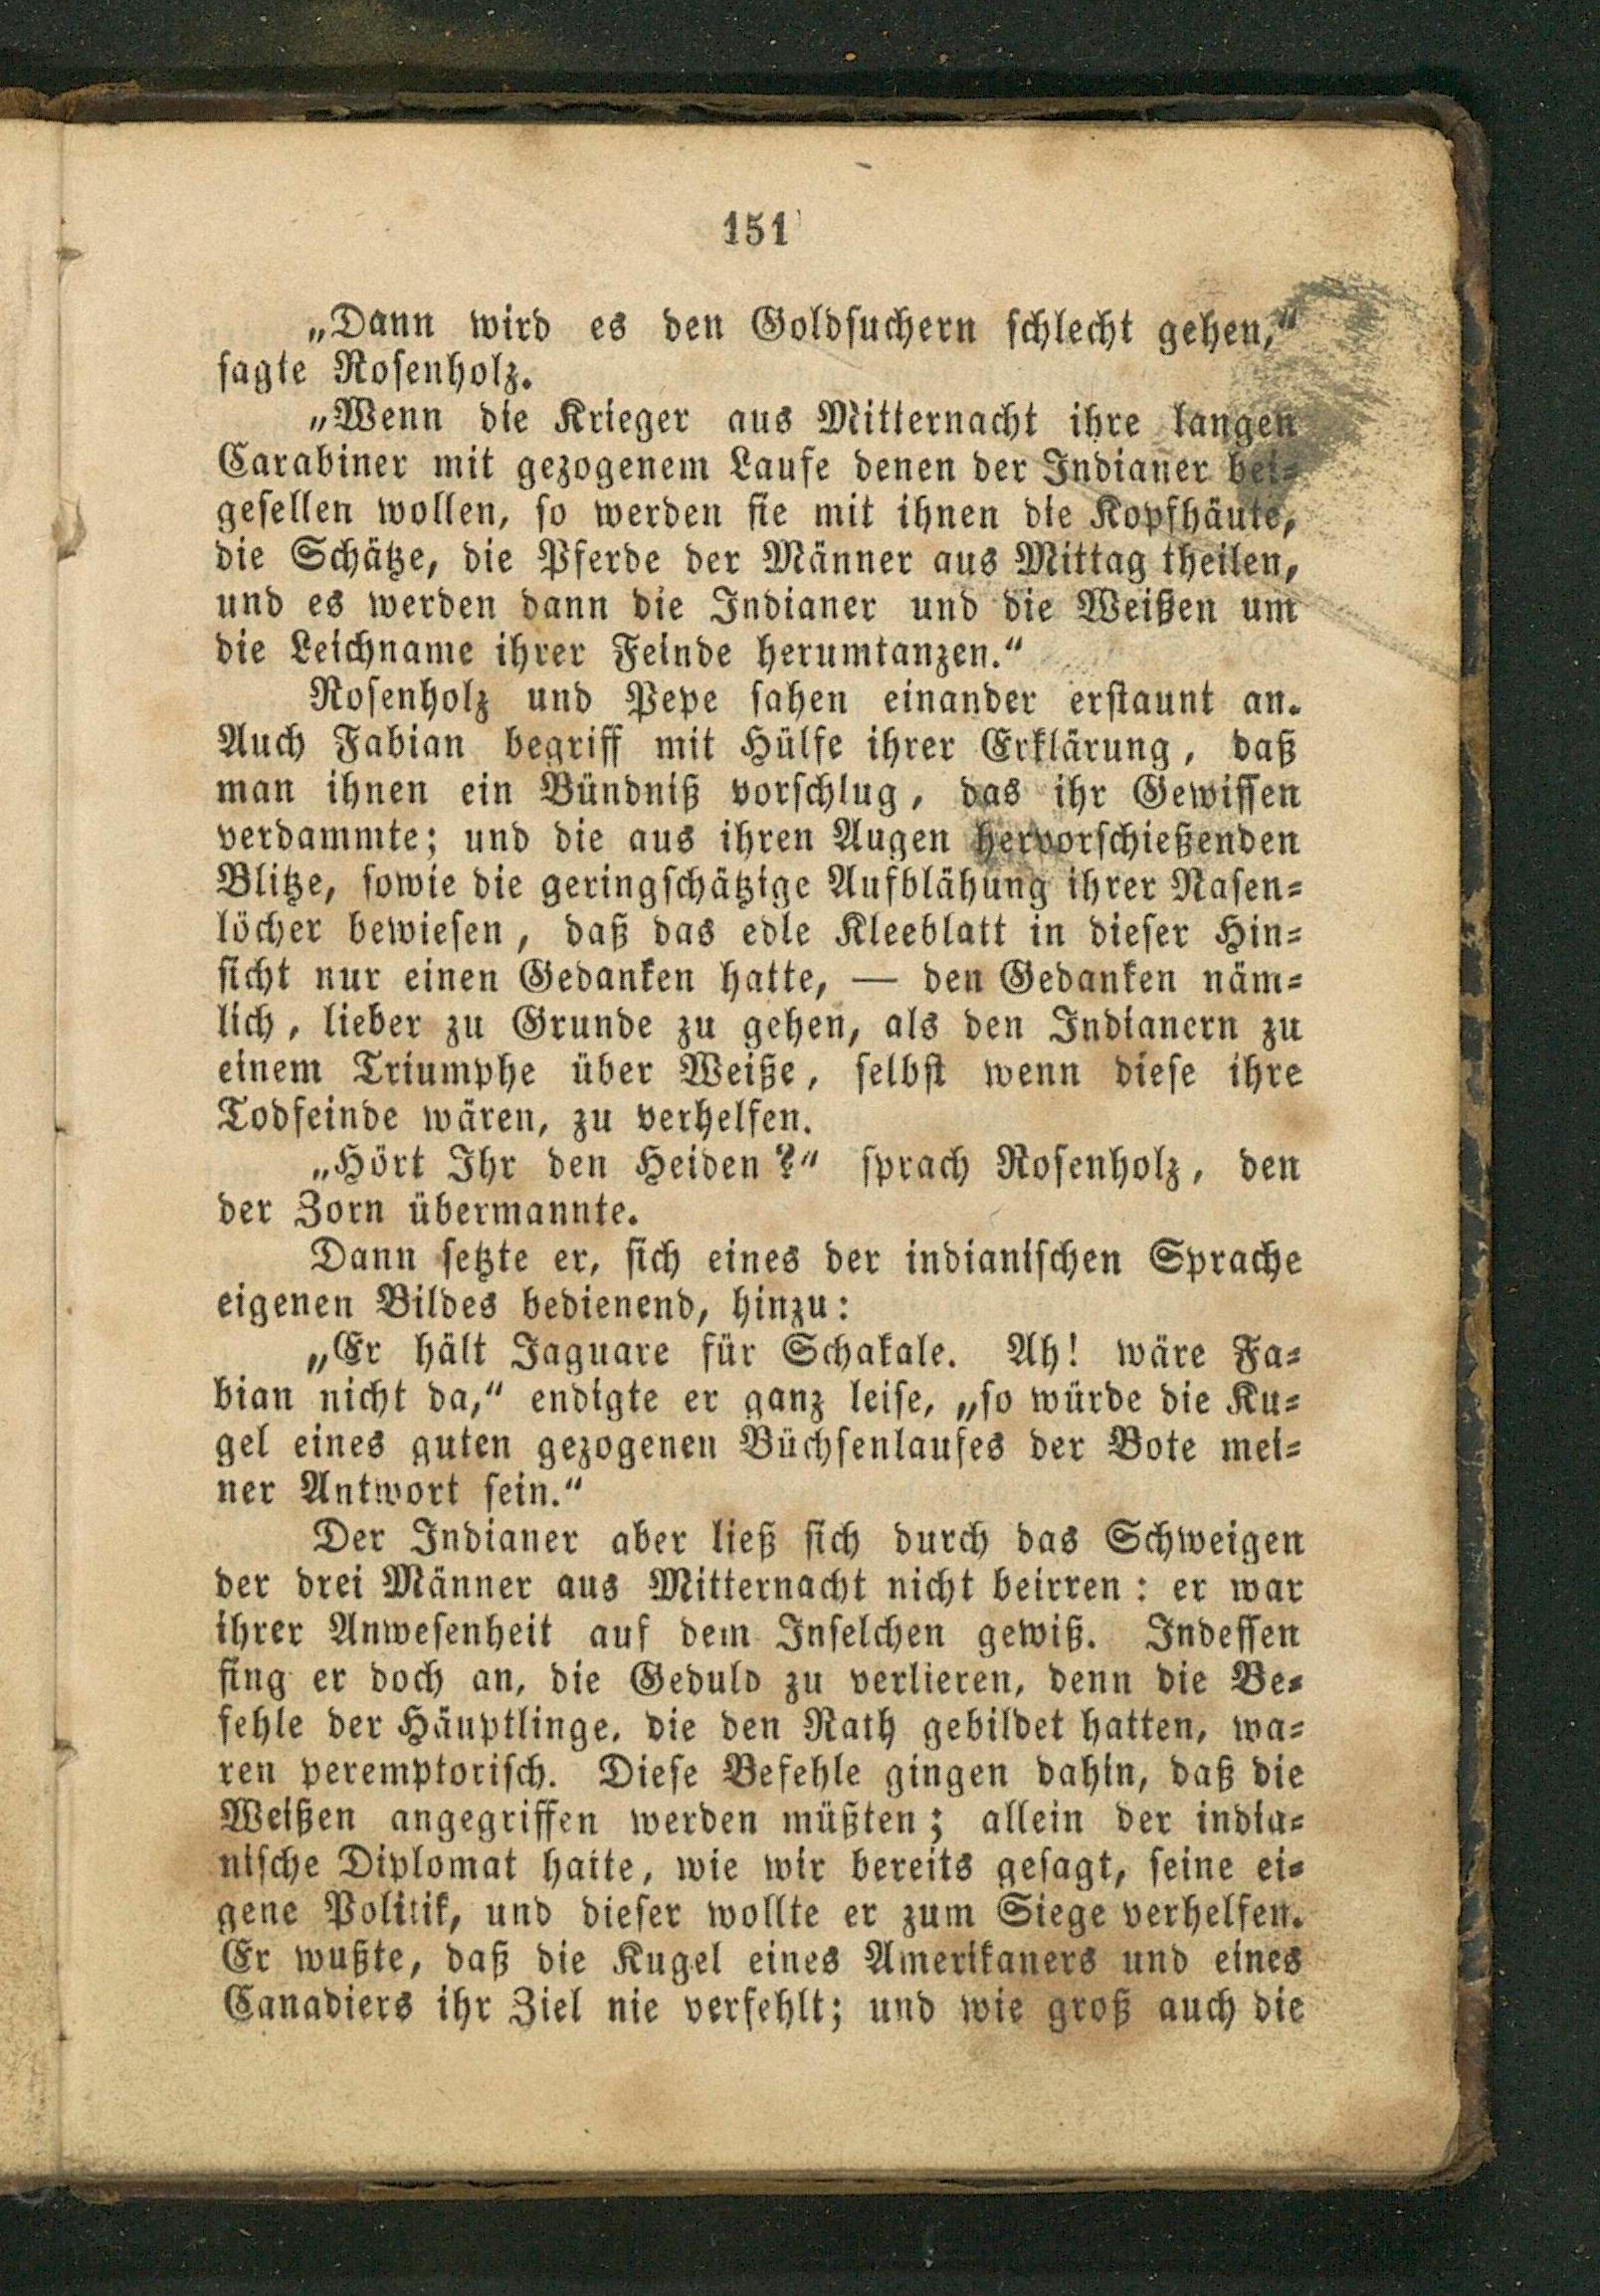 151
„Dann wird es den Goldsuchern schlecht gehen,“
sagte Rosenholz.
„Wenn die Krieger aus Mitternacht ihre langen
Carabiner mit gezogenem Laufe denen der Indianer bei-
gesellen wollen, so werden sie mit ihnen die Kopfhäute,
die Schätze, die Pferde der Männer aus Mittag theilen,
und es werden dann die Indianer und die Weißen um
die Leichname ihrer Feinde herumtanzen.“
Rosenholz und Pepe sahen einander erstaunt an.
Auch Fabian begriff mit Hülfe ihrer Erklärung, daß
man ihnen ein Bündniß vorschlug, das ihr Gewissen
verdammte; und die aus ihren Augen hervorschießenden
Blitze, sowie die geringschätzige Aufblähung ihrer Nasen-
löcher bewiesen, daß das edle Kleeblatt in dieser Hin-
sicht nur einen Gedanken hatte, — den Gedanken näm-
lich, lieber zu Grunde zu gehen, als den Indianern zu
einem Triumphe über Weiße, selbst wenn diese ihre
Todfeinde wären, zu verhelfen.
„Hört Ihr den Heiden?“ sprach Rosenholz, den
der Zorn übermannte.
Dann setzte er, sich eines der indianischen Sprache
eigenen Bildes bedienend, hinzu:
„Er hält Jaguare für Schakale. Ah! wäre Fa-
bian nicht da,“ endigte er ganz leise, „so würde die Ku-
gel eines guten gezogenen Büchsenlaufes der Bote mei-
ner Antwort sein.“
Der Indianer aber ließ sich durch das Schweigen
der drei Männer aus Mitternacht nicht beirren: er war
ihrer Anwesenheit auf dem Inselchen gewiß. Indessen
fing er doch an, die Geduld zu verlieren, denn die Be-
fehle der Häuptlinge, die den Rath gebildet hatten, wa-
ren peremptorisch. Diese Befehle gingen dahin, daß die
Weißen angegriffen werden müßten; allein der india-
nische Diplomat hatte, wie wir bereits gesagt, seine ei-
gene Politik, und dieser wollte er zum Siege verhelfen.
Er wußte, daß die Kugel eines Amerikaners und eines
Canadiers ihr Ziel nie verfehlt; und wie groß auch die